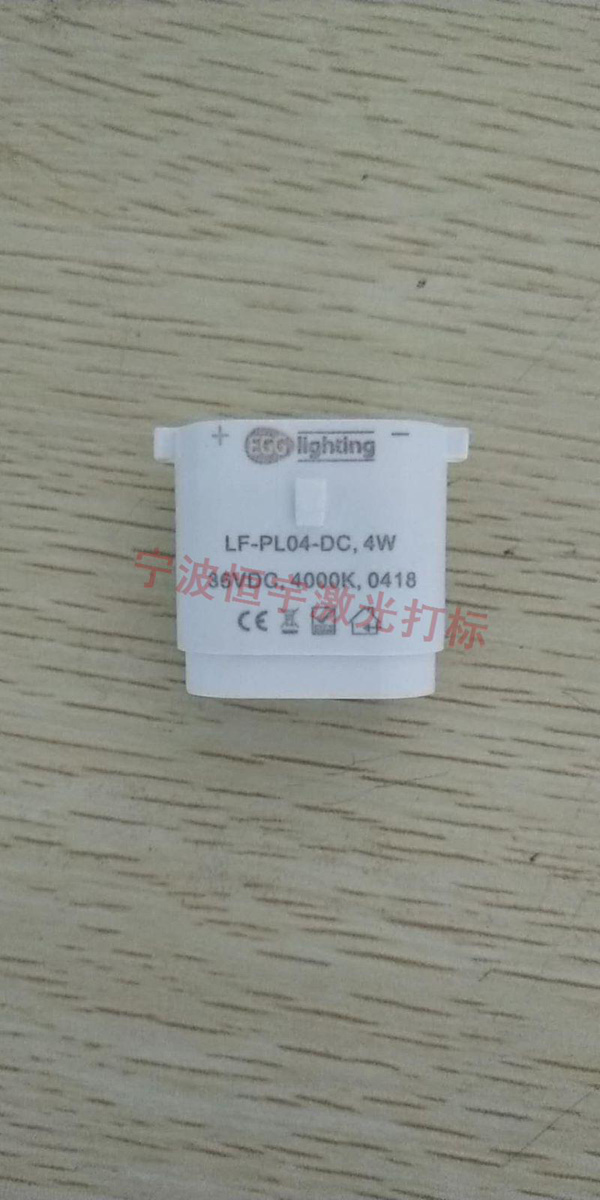 + EGG lighting −
LF-PL04-DC, 4W
36VDC, 4000K, 0418
CE
宁波恒宇激光打标